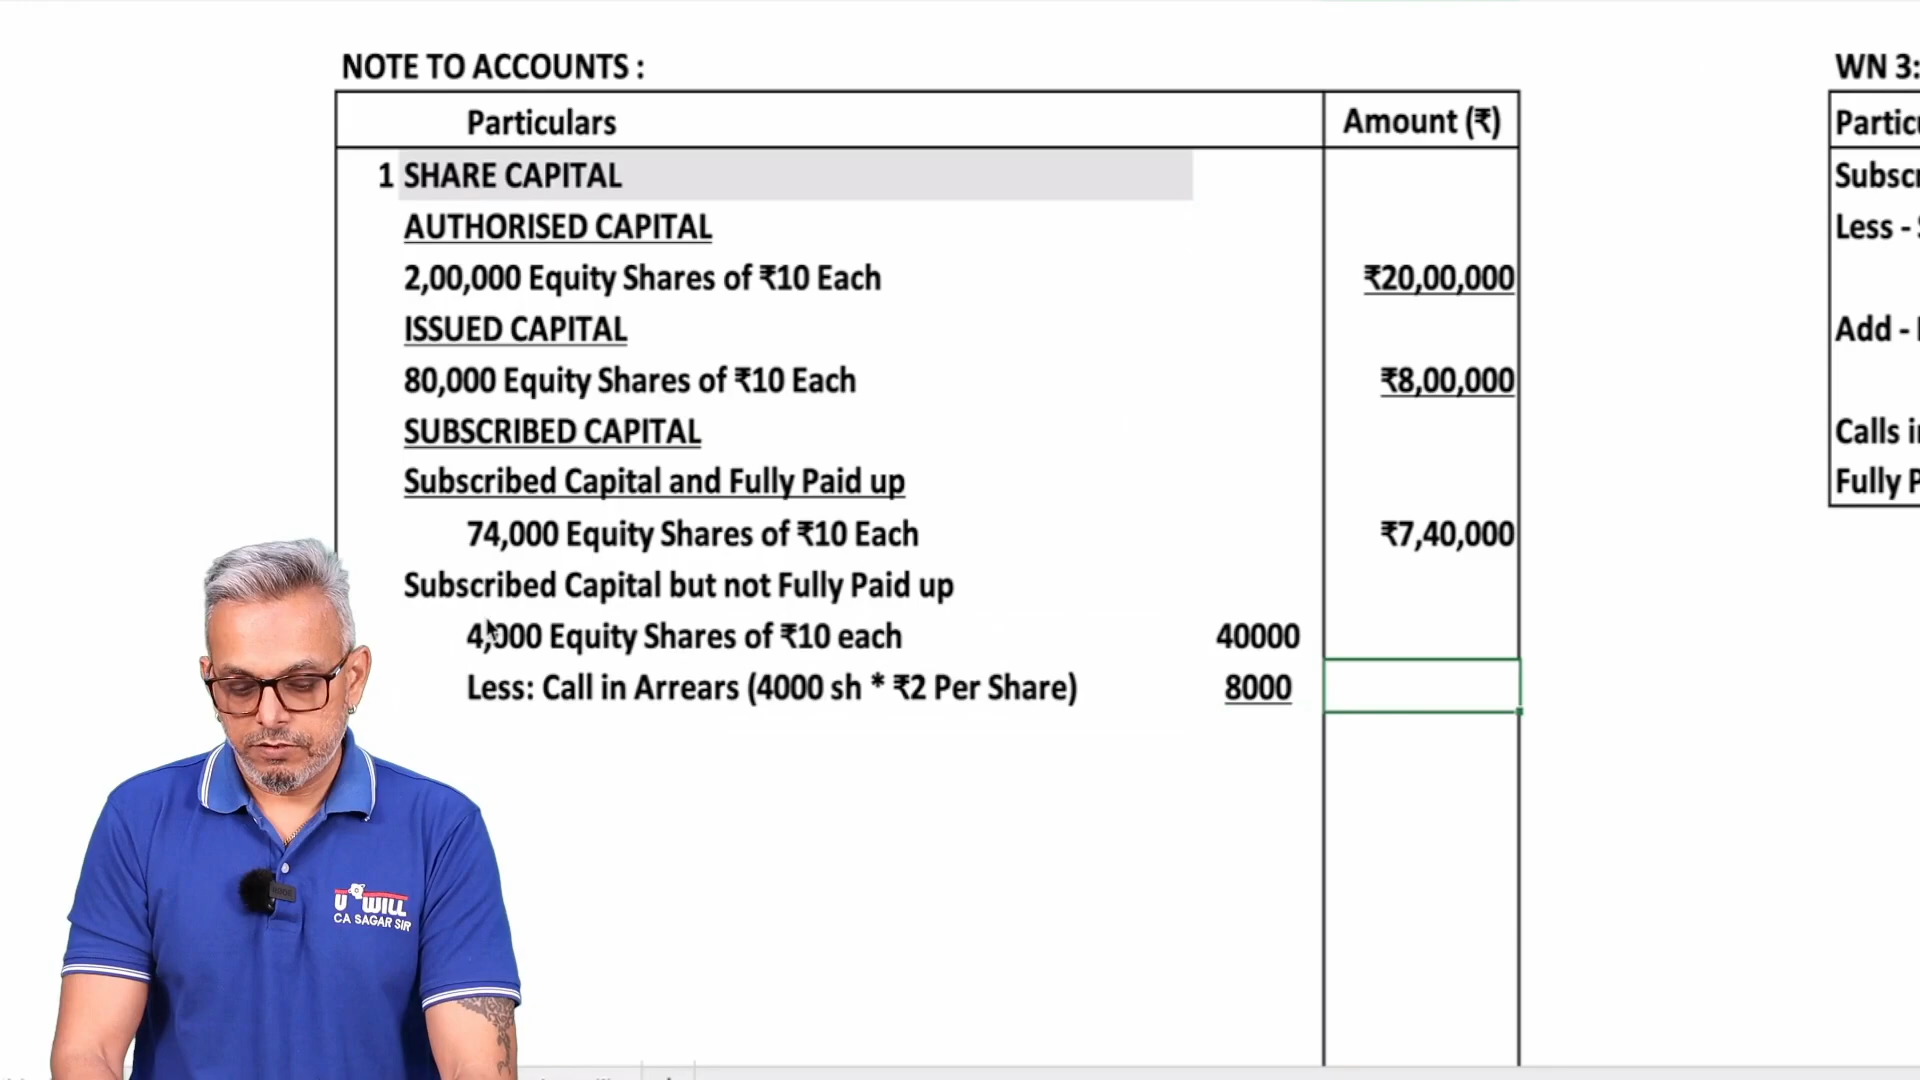 NOTE TO ACCOUNTS :
Particulars Amount (₹)
1 SHARE CAPITAL
AUTHORISED CAPITAL
2,00,000 Equity Shares of ₹10 Each ₹20,00,000
ISSUED CAPITAL
80,000 Equity Shares of ₹10 Each ₹8,00,000
SUBSCRIBED CAPITAL
Subscribed Capital and Fully Paid up
74,000 Equity Shares of ₹10 Each ₹7,40,000
Subscribed Capital but not Fully Paid up
4,000 Equity Shares of ₹10 each 40000
Less: Call in Arrears (4000 sh * ₹2 Per Share) 8000
WN 3:
Less -
Add -
Calls
Fully
U WILL
CA SAGAR SIR